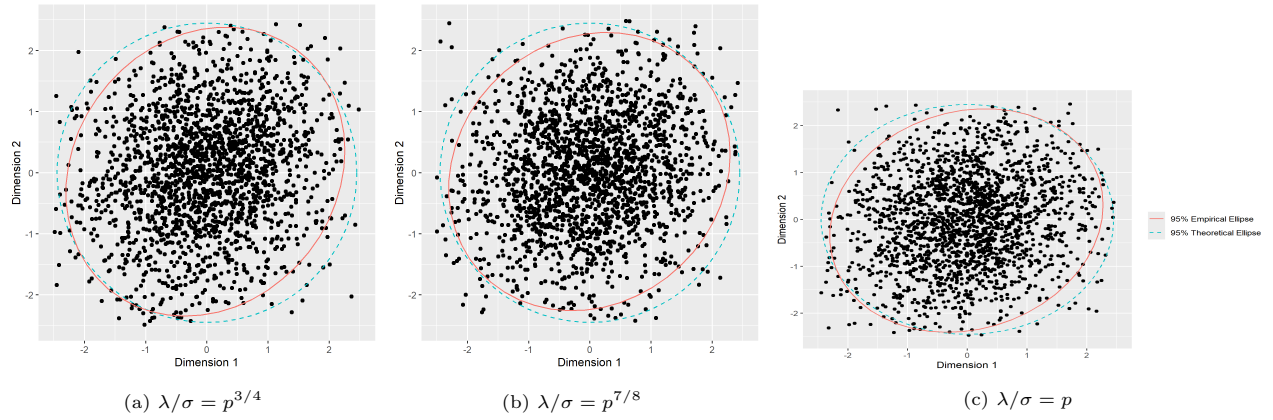 2
1
0
-1
-2
Dimension 2
-2
-1
0
1
2
Dimension 1
(a) λ/σ = p^{3/4}
2
1
0
-1
-2
Dimension 2
-2
-1
0
1
2
Dimension 1
(b) λ/σ = p^{7/8}
2
1
0
-1
-2
Dimension 2
-2
-1
0
1
2
Dimension 1
95% Empirical Ellipse
95% Theoretical Ellipse
(c) λ/σ = p